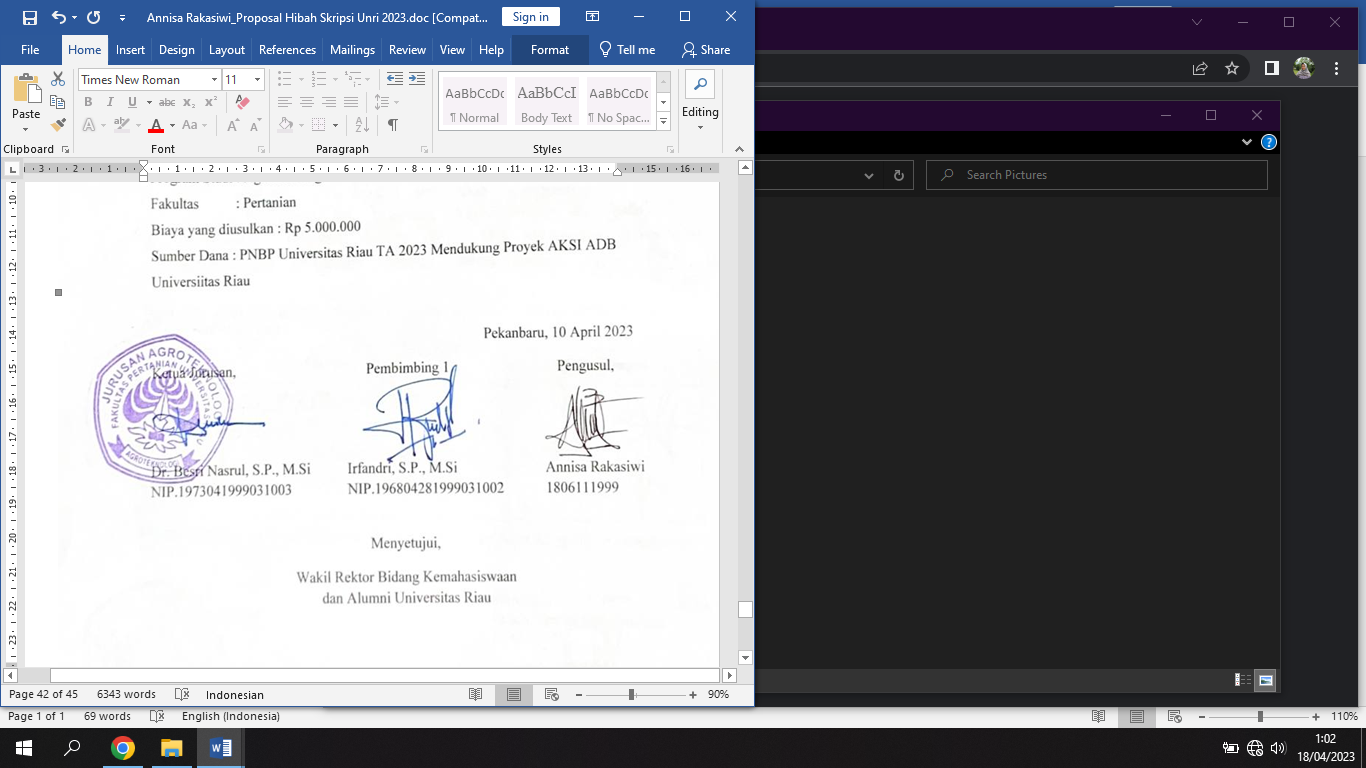 Annisa Rakasiwi_Proposal Hibah Skripsi Unri 2023.doc [Compat...
Sign in
File Home Insert Design Layout References Mailings Review View Help Format Tell me Share
Times New Roman 11
Paste
AaBbCcDc AaBbCcI AaBbCcDc
¶ Normal Body Text ¶ No Spac...
Editing
Clipboard Font Paragraph Styles
Search Pictures
Fakultas : Pertanian
Biaya yang diusulkan : Rp 5.000.000
Sumber Dana : PNBP Universitas Riau TA 2023 Mendukung Proyek AKSI ADB
Universiitas Riau
Pekanbaru, 10 April 2023
JURUSAN AGROTEKNOLOGI
FAKULTAS PERTANIAN UNIVERSITAS
AGROTEKNOLOGI
Ketua Jurusan, Pembimbing 1 Pengusul,
Dr. Besri Nasrul, S.P., M.Si Irfandri, S.P., M.Si Annisa Rakasiwi
NIP.1973041999031003 NIP.196804281999031002 1806111999
Menyetujui,
Wakil Rektor Bidang Kemahasiswaan
dan Alumni Universitas Riau
Page 42 of 45 6343 words Indonesian 90%
Page 1 of 1 69 words English (Indonesia) 110%
1:02
18/04/2023